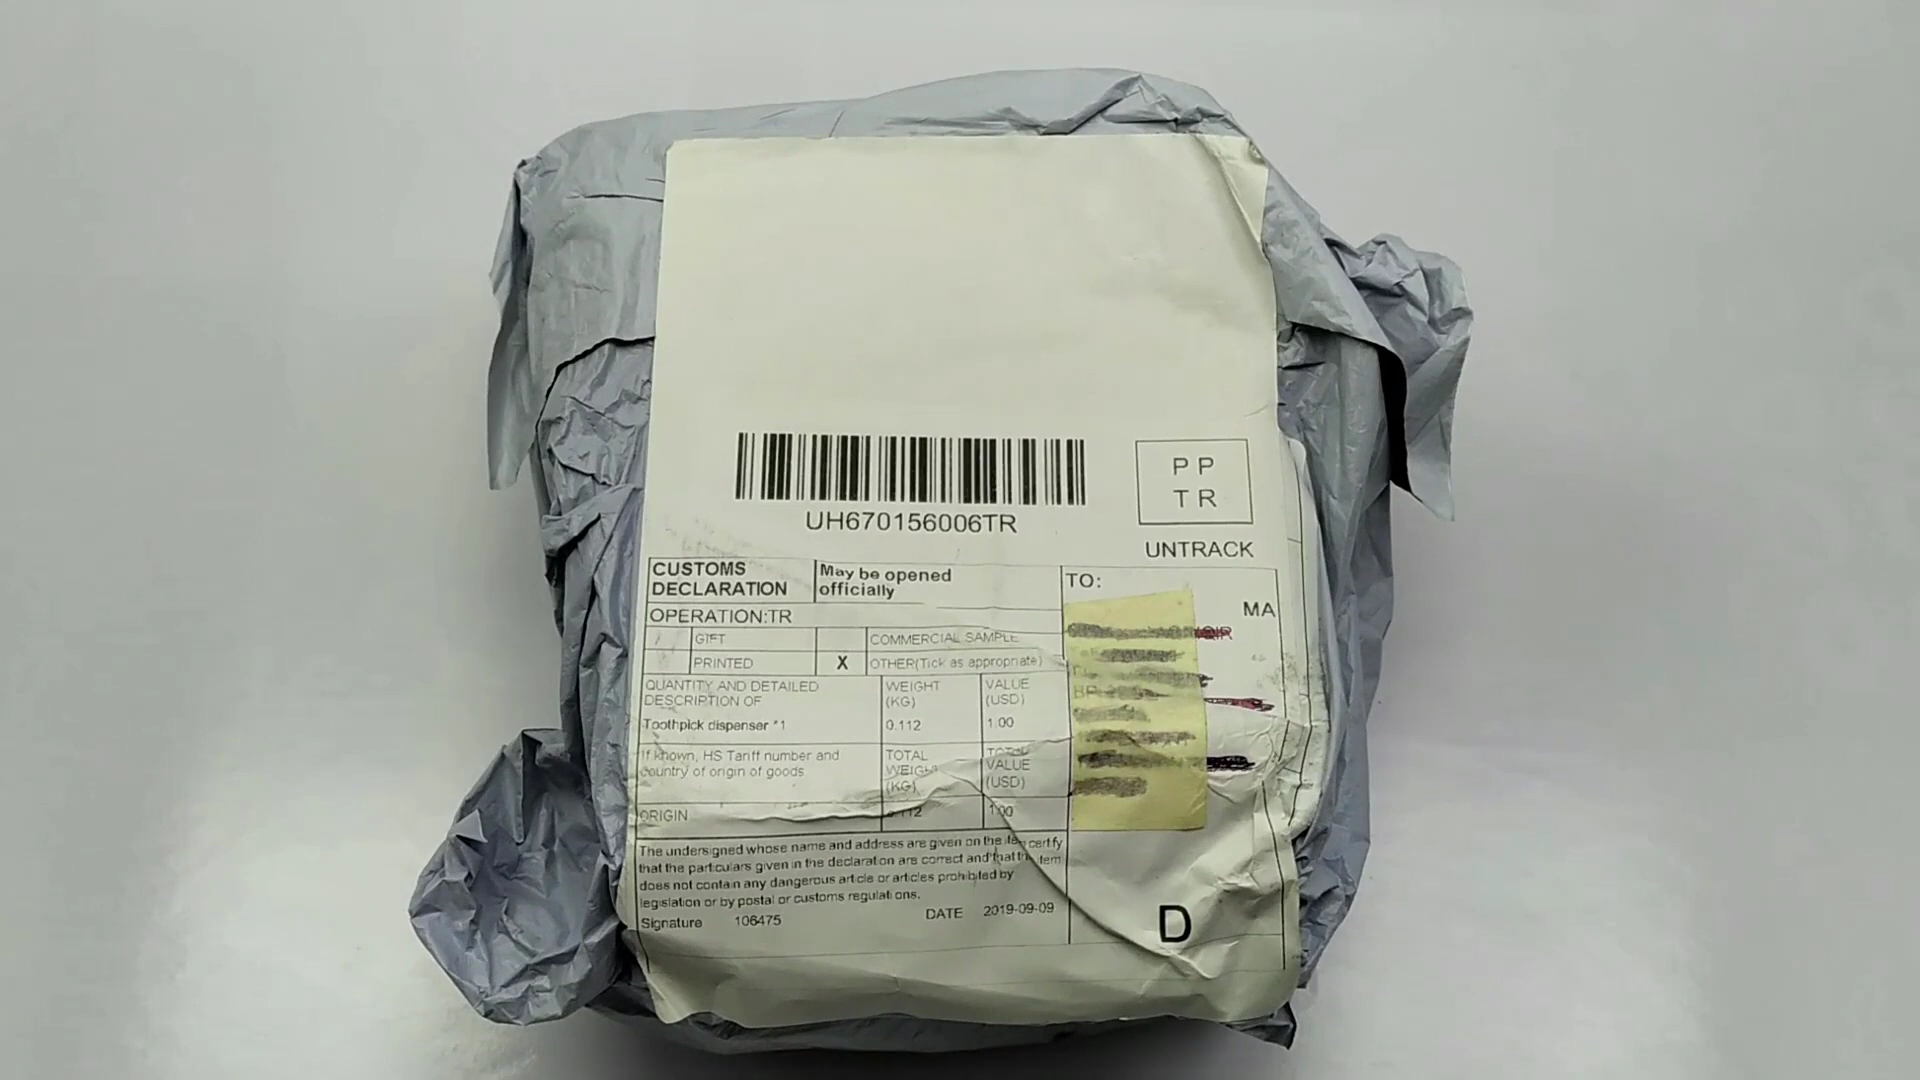 UH670156006TR
PP
TR
UNTRACK
CUSTOMS
DECLARATION
May be opened
officially
TO:
MA
OPERATION:TR
GIFT
COMMERCIAL SAMPLE
PRINTED
X
OTHER(Tick as appropriate)
QUANTITY AND DETAILED
DESCRIPTION OF
WEIGHT
(KG)
VALUE
(USD)
Toothpick dispenser *1
0.112
1.00
If known, HS Tariff number and
country of origin of goods
TOTAL
WEIGHT
(KG)
TOTAL
VALUE
(USD)
ORIGIN
0.112
1.00
The undersigned whose name and address are given on the item certify
that the particulars given in the declaration are correct and that the item
does not contain any dangerous article or articles prohibited by
legislation or by postal or customs regulations.
Signature 106475 DATE 2019-09-09
D